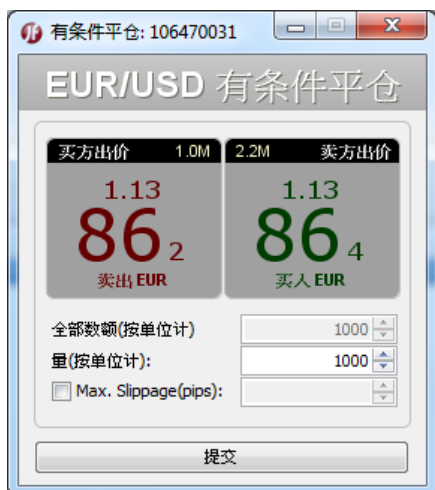 有条件平仓: 106470031
EUR/USD 有条件平仓
买方出价 1.0M 2.2M 卖方出价
1.13 1.13
86 2 86 4
卖出 EUR 买入 EUR
全部数额(按单位计) 1000
量(按单位计): 1000
Max. Slippage(pips):
提交